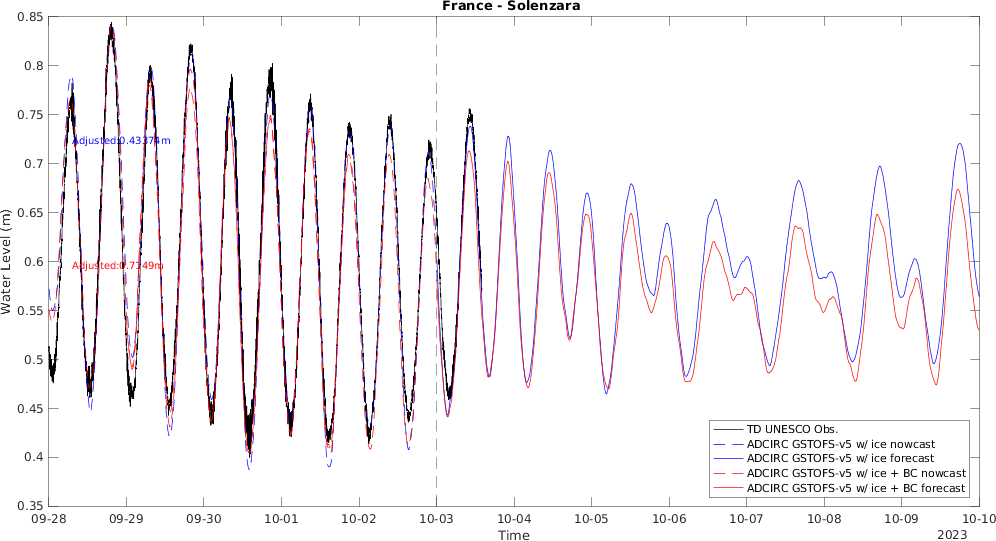 France - Solenzara
0.85
0.8
0.75
0.7
0.65
0.6
0.55
0.5
0.45
0.4
0.35
Water Level (m)
Adjusted:0.43374m
Adjusted:0.7149m
TD UNESCO Obs.
ADCIRC GSTOFS-v5 w/ ice nowcast
ADCIRC GSTOFS-v5 w/ ice forecast
ADCIRC GSTOFS-v5 w/ ice + BC nowcast
ADCIRC GSTOFS-v5 w/ ice + BC forecast
09-28 09-29 09-30 10-01 10-02 10-03 10-04 10-05 10-06 10-07 10-08 10-09 10-10
Time
2023